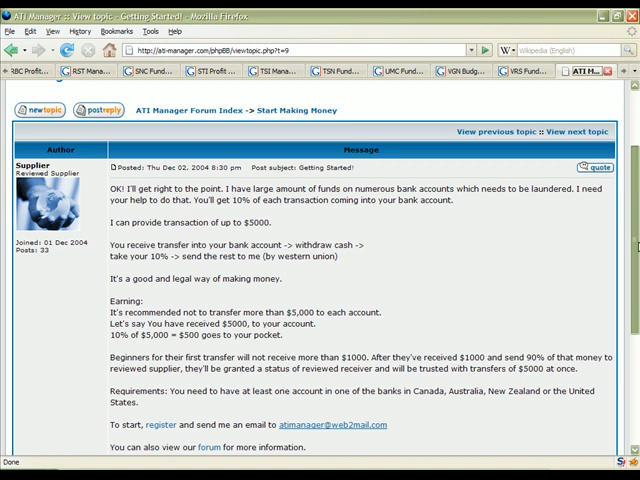 ATI Manager :: View topic - Getting Started! - Mozilla Firefox
File Edit View History Bookmarks Tools Help
http://ati-manager.com/phpBB/viewtopic.php?t=9
Wikipedia (English)
RBC Profit... RST Mana... SNC Fund... STI Profit ... TSI Mana... TSN Fund... UMC Fund... VGN Budg... VRS Fund... ATI M...
newtopic postreply ATI Manager Forum Index -> Start Making Money
View previous topic :: View next topic
Author Message
Supplier
Reviewed Supplier
Joined: 01 Dec 2004
Posts: 33
Posted: Thu Dec 02, 2004 8:30 pm Post subject: Getting Started!
quote
OK! I'll get right to the point. I have large amount of funds on numerous bank accounts which needs to be laundered. I need
your help to do that. You'll get 10% of each transaction coming into your bank account.
I can provide transaction of up to $5000.
You receive transfer into your bank account -> withdraw cash ->
take your 10% -> send the rest to me (by western union)
It's a good and legal way of making money.
Earning:
It's recommended not to transfer more than $5,000 to each account.
Let's say You have received $5000, to your account.
10% of $5,000 = $500 goes to your pocket.
Beginners for their first transfer will not receive more than $1000. After they've received $1000 and send 90% of that money to
reviewed supplier, they'll be granted a status of reviewed receiver and will be trusted with transfers of $5000 at once.
Requirements: You need to have at least one account in one of the banks in Canada, Australia, New Zealand or the United
States.
To start, register and send me an email to atimanager@web2mail.com
You can also view our forum for more information.
Done